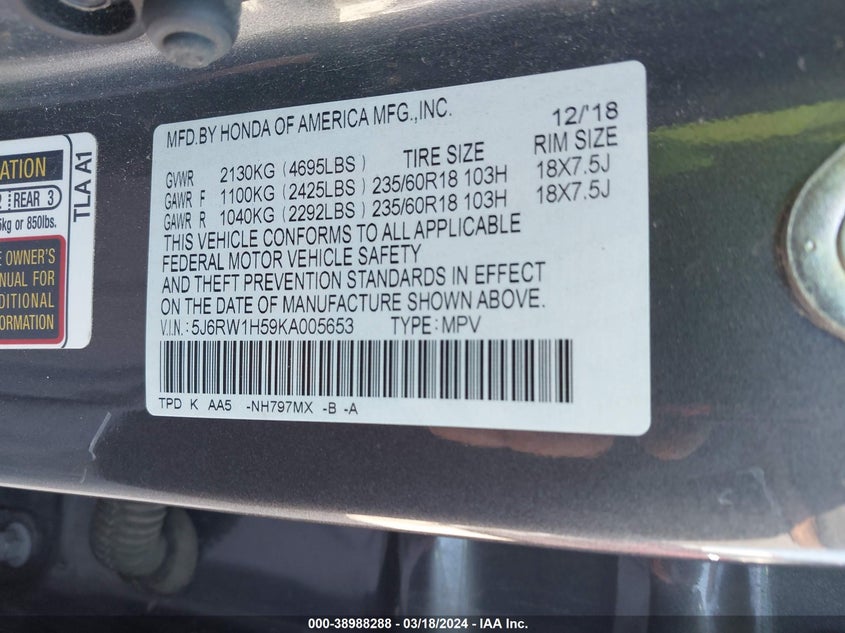 MFD.BY HONDA OF AMERICA MFG.,INC. 12/'18
GVWR 2130KG (4695LBS) TIRE SIZE RIM SIZE
GAWR F 1100KG (2425LBS) 235/60R18 103H 18X7.5J
GAWR R 1040KG (2292LBS) 235/60R18 103H 18X7.5J
THIS VEHICLE CONFORMS TO ALL APPLICABLE
FEDERAL MOTOR VEHICLE SAFETY
AND THEFT PREVENTION STANDARDS IN EFFECT
ON THE DATE OF MANUFACTURE SHOWN ABOVE.
V.I.N.: 5J6RW1H59KA005653 TYPE: MPV
TPD K AA5 -NH797MX -B -A
REAR 3
kg or 850lbs.
OWNER'S
FOR
TLA A1
000-38988288 - 03/18/2024 - IAA Inc.